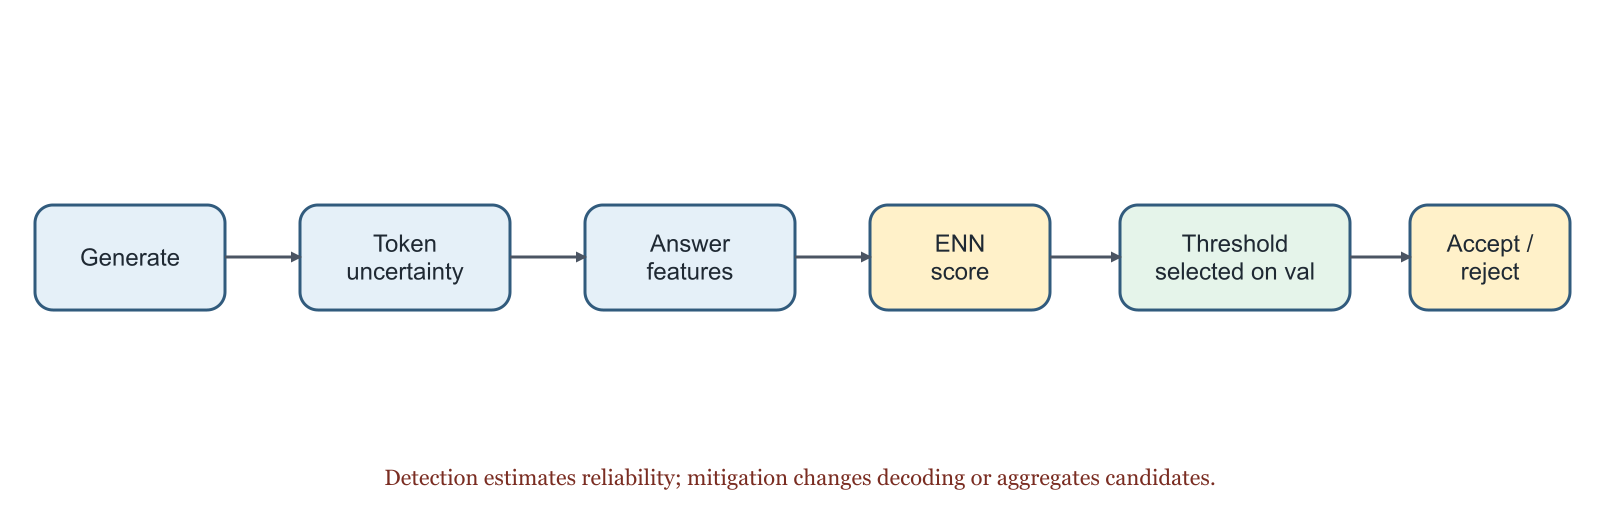 Generate
Token
uncertainty
Answer
features
ENN
score
Threshold
selected on val
Accept /
reject
Detection estimates reliability; mitigation changes decoding or aggregates candidates.